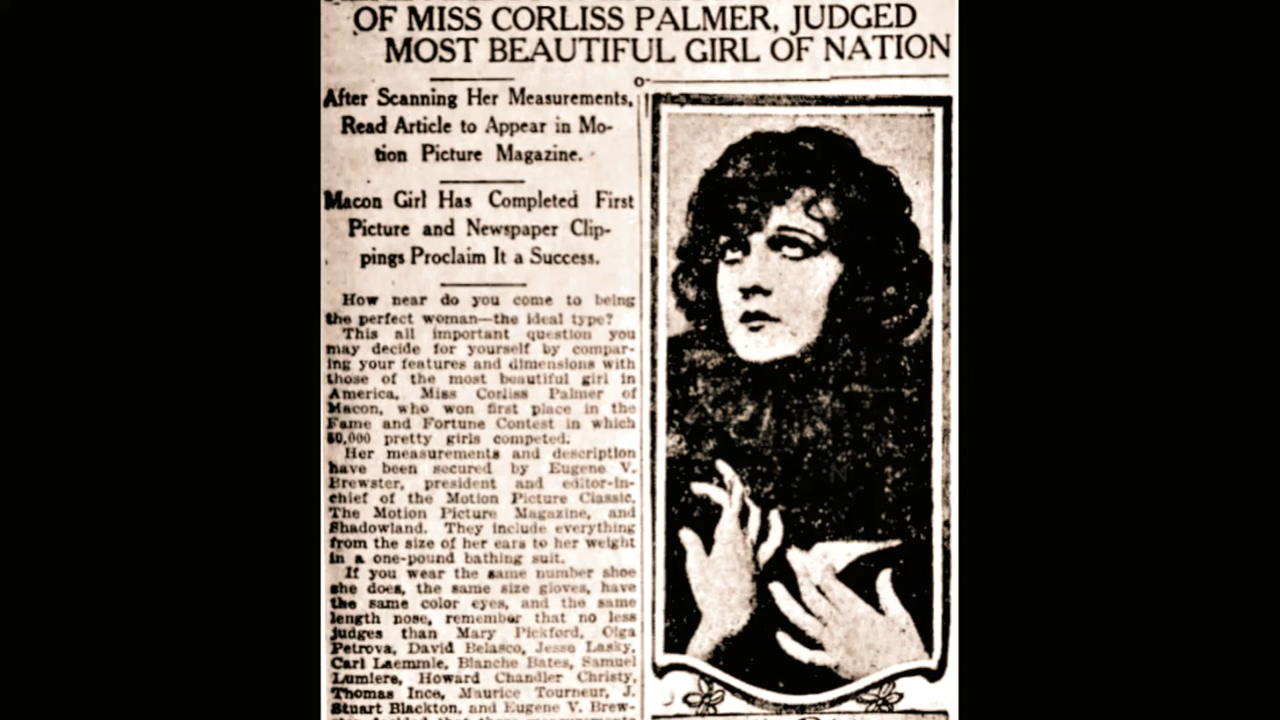 OF MISS CORLISS PALMER, JUDGED
MOST BEAUTIFUL GIRL OF NATION
After Scanning Her Measurements,
Read Article to Appear in Mo-
tion Picture Magazine.
Macon Girl Has Completed First
Picture and Newspaper Clip-
pings Proclaim It a Success.
How near do you come to being
the perfect woman—the ideal type?
This all important question you
may decide for yourself by compar-
ing your features and dimensions with
those of the most beautiful girl in
America, Miss Corliss Palmer of
Macon, who won first place in the
Fame and Fortune Contest in which
50,000 pretty girls competed.
Her measurements and description
have been secured by Eugene V.
Brewster, president and editor-in-
chief of the Motion Picture Classic,
The Motion Picture Magazine, and
Shadowland. They include everything
from the size of her ears to her weight
in a one-pound bathing suit.
If you wear the same number shoe
she does, the same size gloves, have
the same color eyes, and the same
length nose, remember that no less
judges than Mary Pickford, Olga
Petrova, David Belasco, Jesse Lasky,
Carl Laemmle, Blanche Bates, Samuel
Lumiere, Howard Chandler Christy,
Thomas Ince, Maurice Tourneur, J.
Stuart Blackton, and Eugene V. Brew-